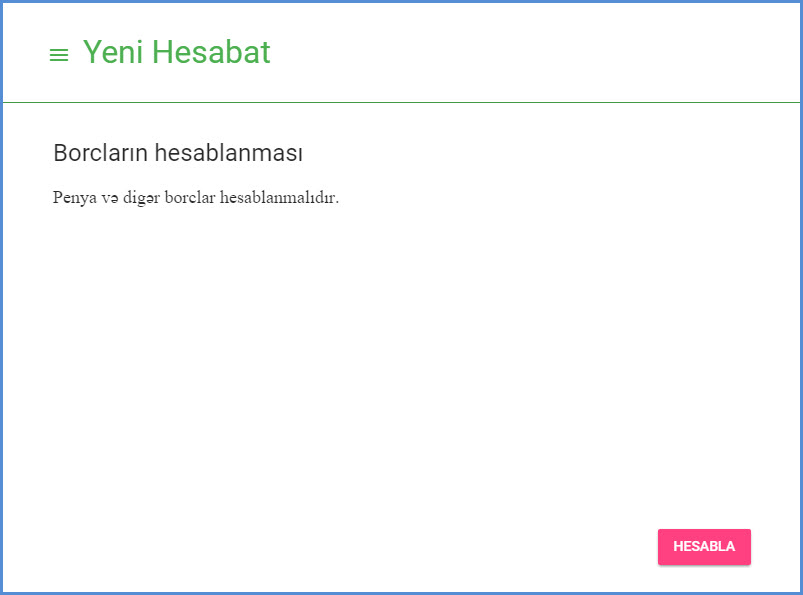 Yeni Hesabat
Borcların hesablanması
Penya və digər borclar hesablanmalıdır.
HESABLA